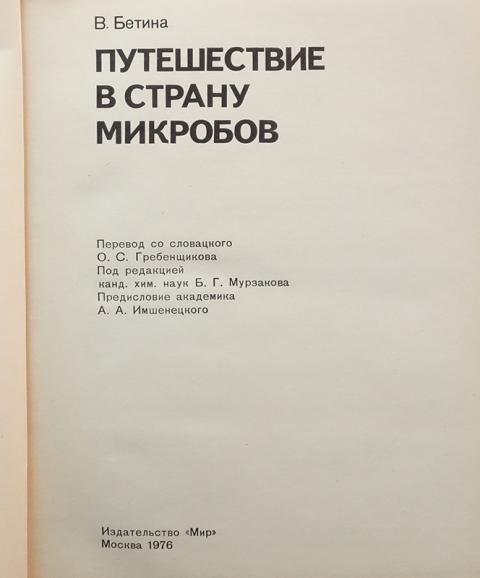 В. Бетина
ПУТЕШЕСТВИЕ
В СТРАНУ
МИКРОБОВ
Перевод со словацкого
О. С. Гребенщикова
Под редакцией
канд. хим. наук Б. Г. Мурзакова
Предисловие академика
А. А. Имшенецкого
Издательство «Мир»
Москва 1976